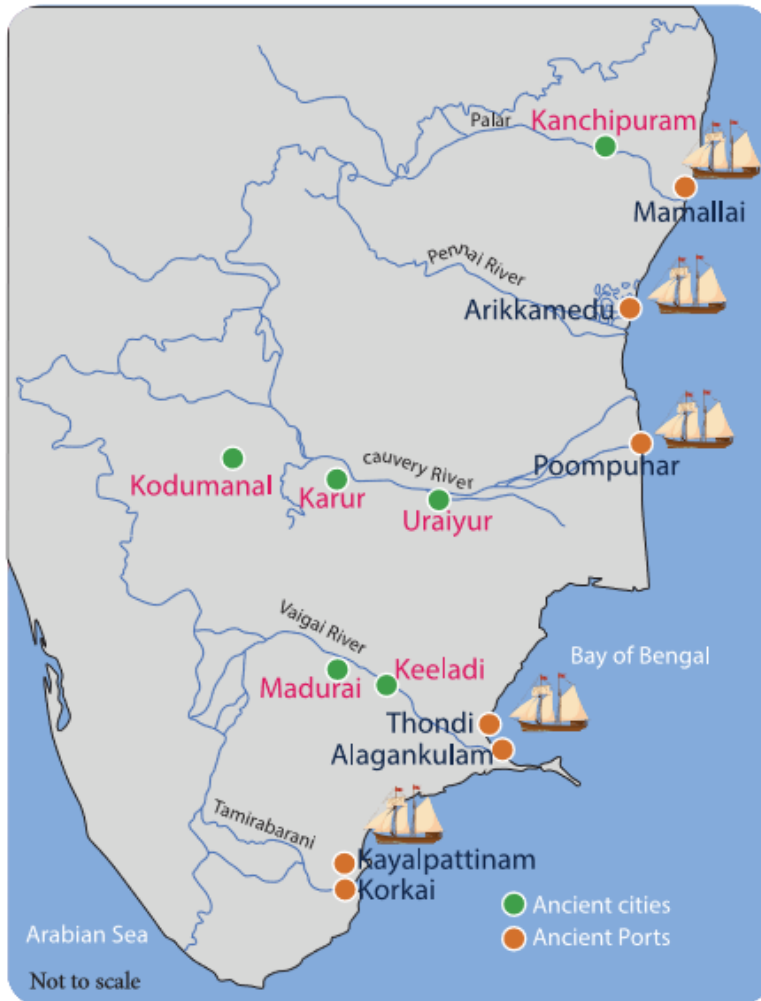 Palar
Kanchipuram
Mamallai
Pennai River
Arikkamedu
cauvery River
Poompuhar
Kodumanal
Karur
Uraiyur
Vaigai River
Bay of Bengal
Madurai
Keeladi
Thondi
Alagankulam
Tamirabarani
Kayalpattinam
Korkai
Ancient cities
Arabian Sea
Ancient Ports
Not to scale